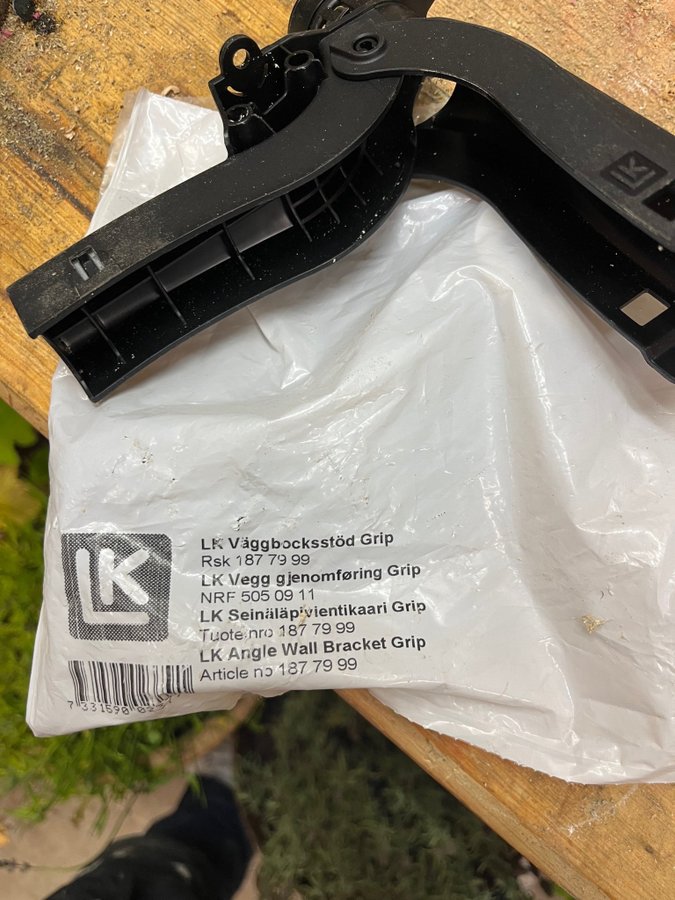 LK
LK
LK Väggbocksstöd Grip
Rsk 187 79 99
LK Vegg gjenomføring Grip
NRF 505 09 11
LK Seinäläpivientikaari Grip
Tuote nro 187 79 99
LK Angle Wall Bracket Grip
Article no 187 79 99